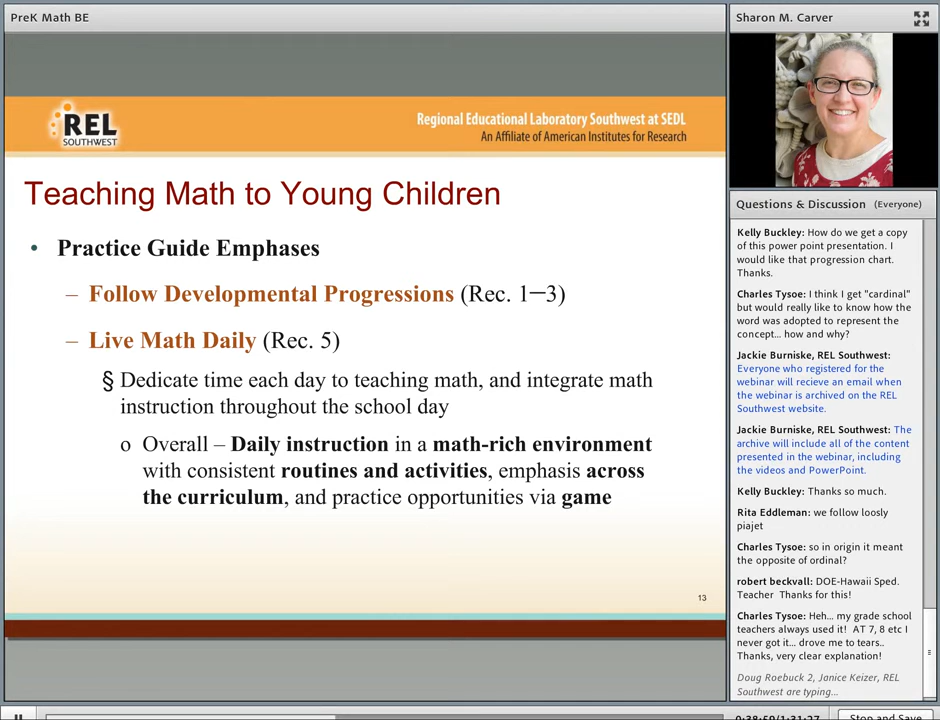 PreK Math BE
REL
SOUTHWEST
Regional Educational Laboratory Southwest at SEDL
An Affiliate of American Institutes for Research
Teaching Math to Young Children
• Practice Guide Emphases
– Follow Developmental Progressions (Rec. 1–3)
– Live Math Daily (Rec. 5)
§ Dedicate time each day to teaching math, and integrate math
instruction throughout the school day
o Overall – Daily instruction in a math-rich environment
with consistent routines and activities, emphasis across
the curriculum, and practice opportunities via game
13
Sharon M. Carver
Questions & Discussion (Everyone)
Kelly Buckley: How do we get a copy
of this power point presentation. I
would like that progression chart.
Thanks.
Charles Tysoe: I think I get "cardinal"
but would really like to know how the
word was adopted to represent the
concept... how and why?
Jackie Burniske, REL Southwest:
Everyone who registered for the
webinar will recieve an email when
the webinar is archived on the REL
Southwest website.
Jackie Burniske, REL Southwest: The
archive will include all of the content
presented in the webinar, including
the videos and PowerPoint.
Kelly Buckley: Thanks so much.
Rita Eddleman: we follow loosly
piajet
Charles Tysoe: so in origin it meant
the opposite of ordinal?
robert beckvall: DOE-Hawaii Sped.
Teacher Thanks for this!
Charles Tysoe: Heh... my grade school
teachers always used it! AT 7, 8 etc I
never got it... drove me to tears..
Thanks, very clear explanation!
Doug Roebuck 2, Janice Keizer, REL
Southwest are typing...
0:38:50/1:31:27
Stop and Save